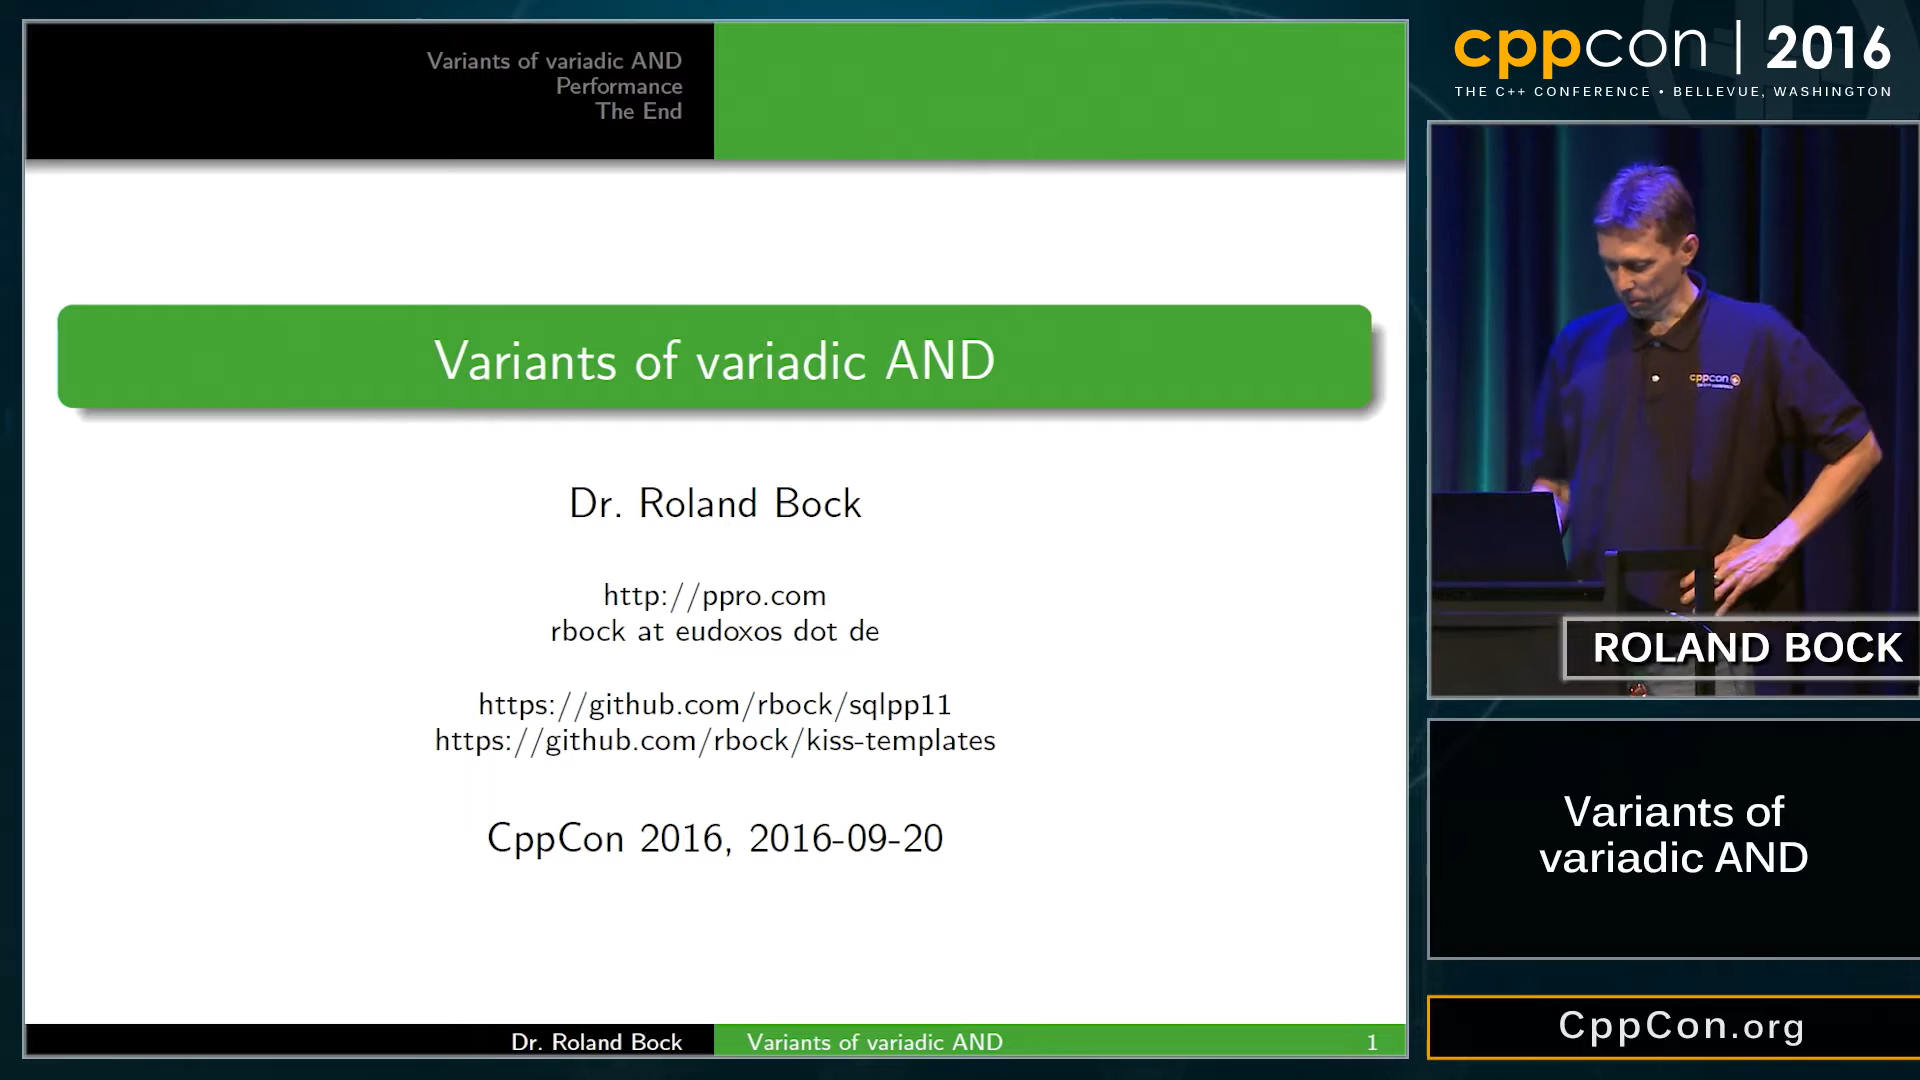 Variants of variadic AND
Performance
The End
Variants of variadic AND
Dr. Roland Bock
http://ppro.com
rbock at eudoxos dot de
https://github.com/rbock/sqlpp11
https://github.com/rbock/kiss-templates
CppCon 2016, 2016-09-20
Dr. Roland Bock Variants of variadic AND 1
cppcon | 2016
THE C++ CONFERENCE • BELLEVUE, WASHINGTON
cppcon
ROLAND BOCK
Variants of
variadic AND
CppCon.org